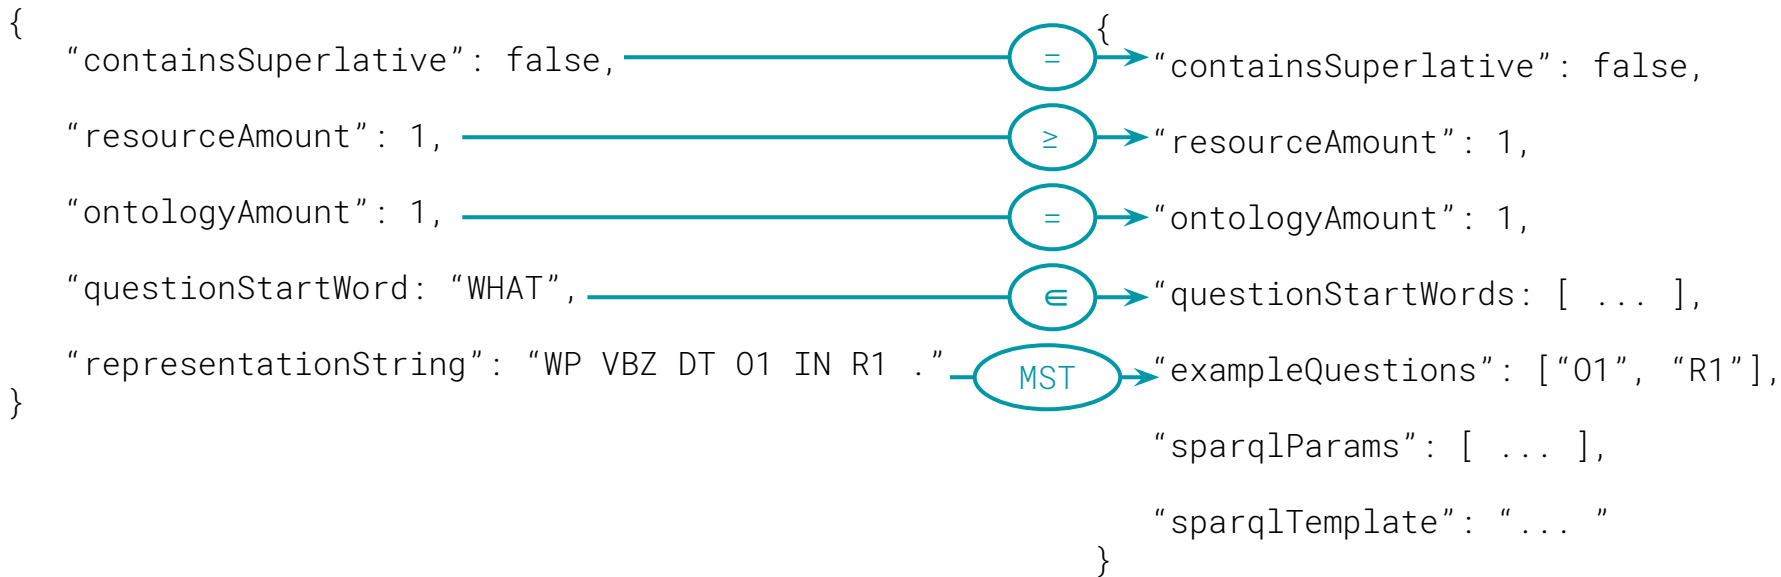 {
“containsSuperlative”: false,
“resourceAmount”: 1,
“ontologyAmount”: 1,
“questionStartWord: “WHAT”,
“representationString”: “WP VBZ DT O1 IN R1 .”
}
=
≥
=
∈
MST
{
“containsSuperlative”: false,
“resourceAmount”: 1,
“ontologyAmount”: 1,
“questionStartWords: [ ... ],
“exampleQuestions”: [“O1”, “R1”],
“sparqlParams”: [ ... ],
“sparqlTemplate”: “... ”
}